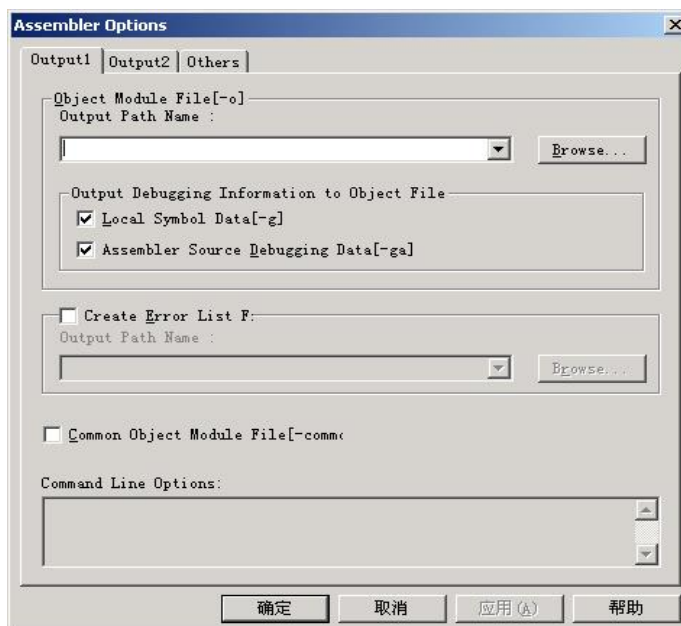 Assembler Options
Output1 Output2 Others
Object Module File[-o]
Output Path Name :
Browse...
Output Debugging Information to Object File
Local Symbol Data[-g]
Assembler Source Debugging Data[-ga]
Create Error List F:
Output Path Name :
Browse...
Common Object Module File[-commo
Command Line Options:
确定 取消 应用(A) 帮助